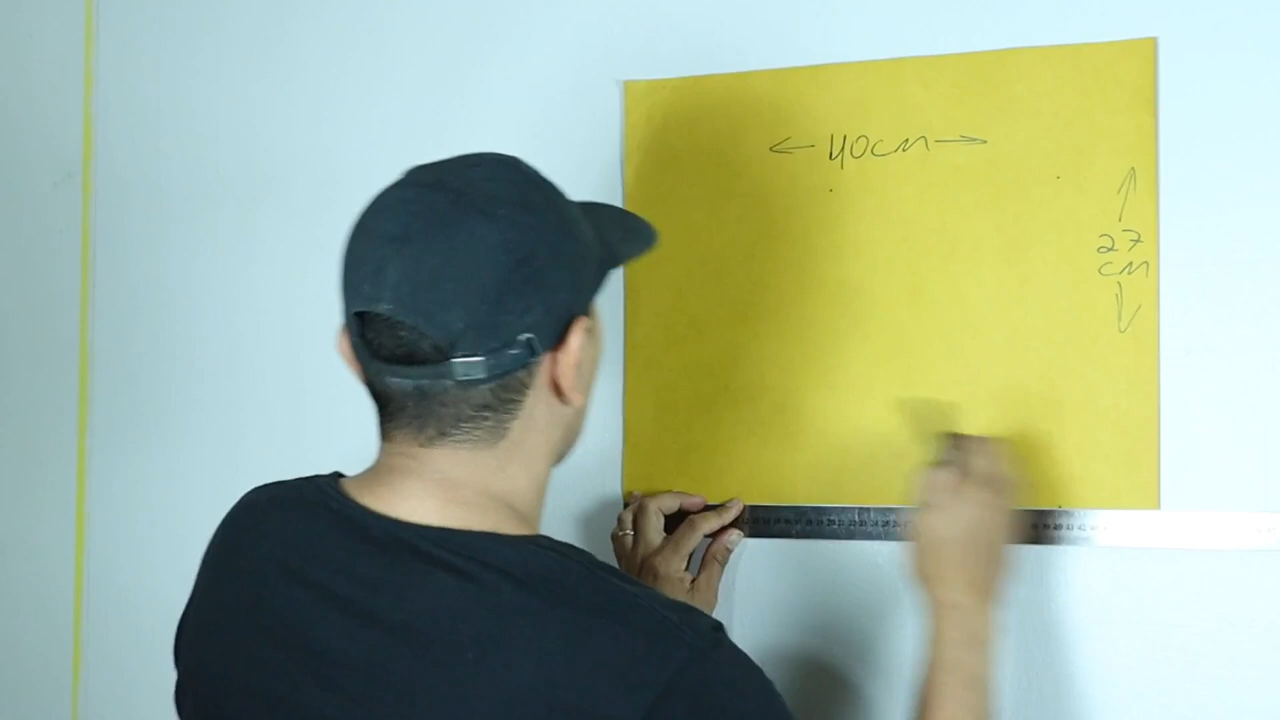 ← 40cm →
↑
27
cm
↓